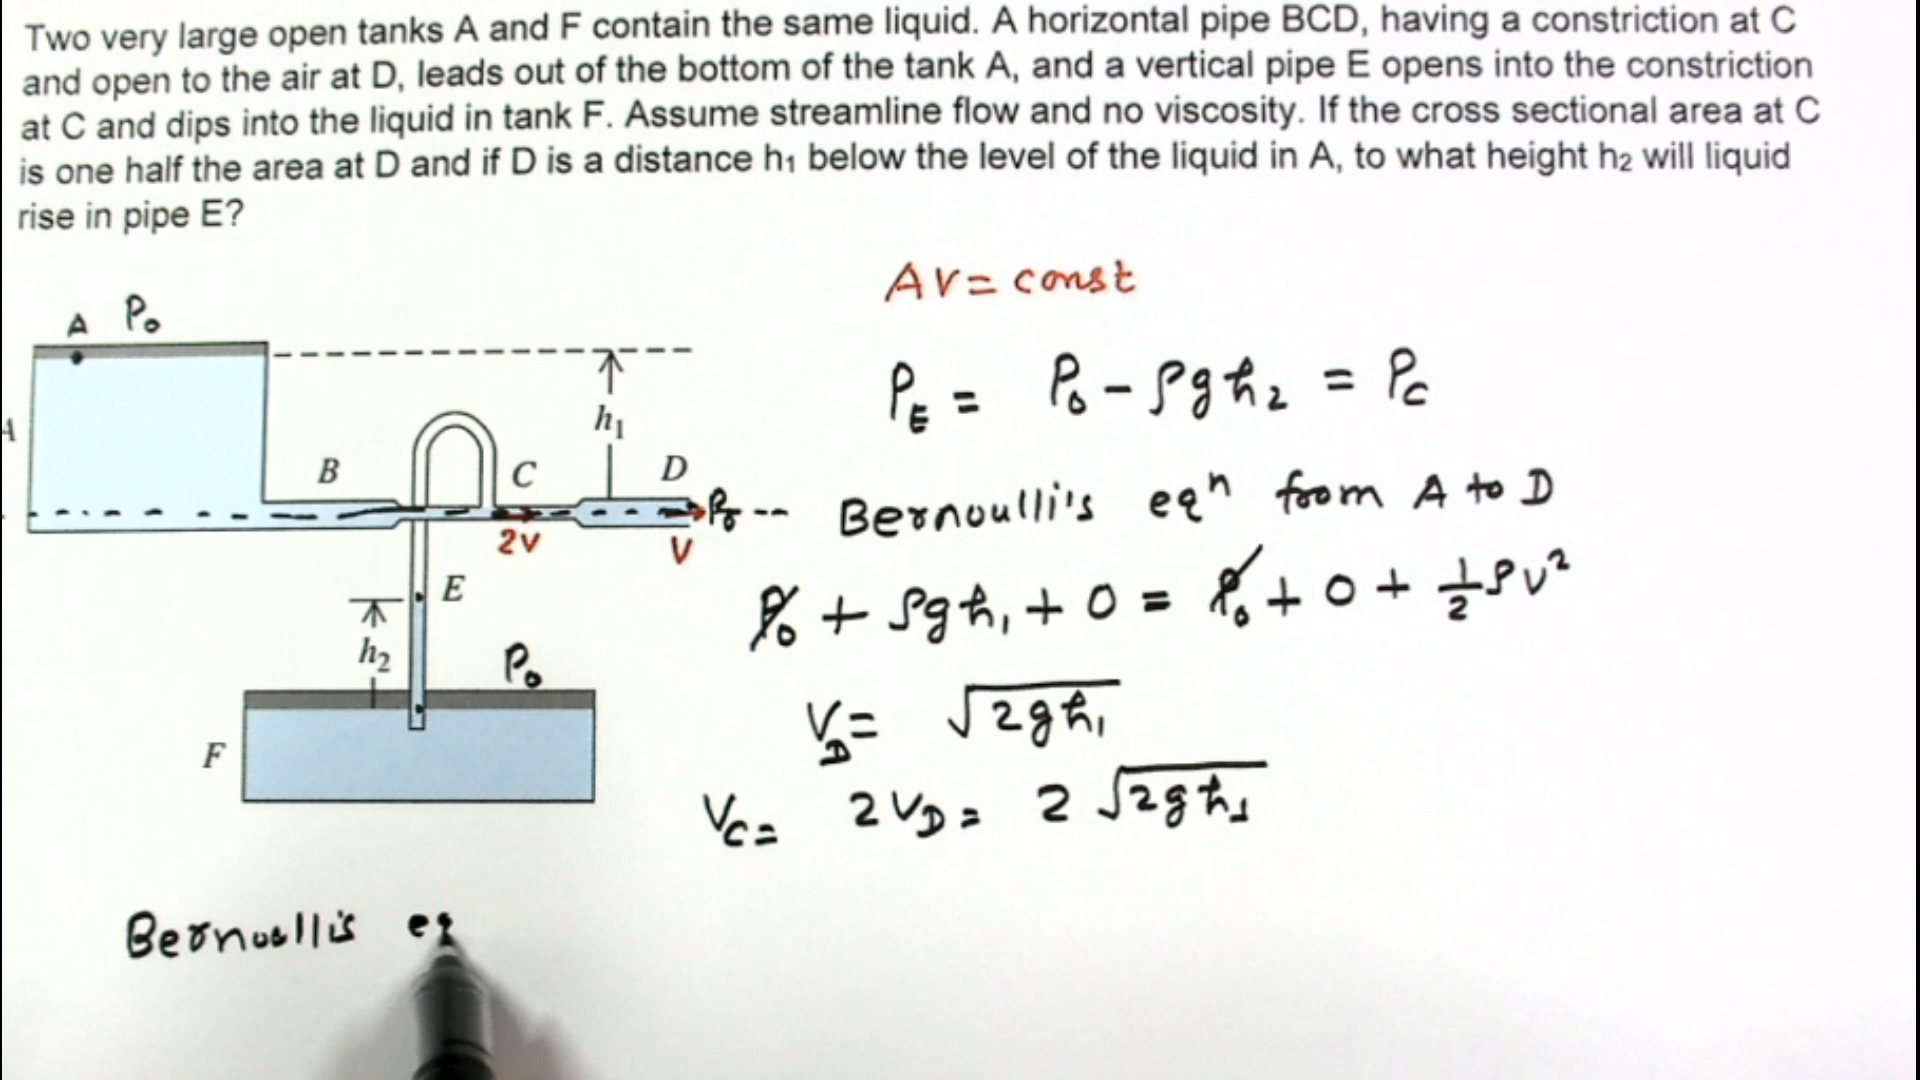 Two very large open tanks A and F contain the same liquid. A horizontal pipe BCD, having a constriction at C
and open to the air at D, leads out of the bottom of the tank A, and a vertical pipe E opens into the constriction
at C and dips into the liquid in tank F. Assume streamline flow and no viscosity. If the cross sectional area at C
is one half the area at D and if D is a distance h₁ below the level of the liquid in A, to what height h₂ will liquid
rise in pipe E?
AV = const
A P₀
P_E = P₀ - ρgh₂ = P_C
A
h₁
B
C
D
P₀
2V
V
Bernoulli's eqⁿ from A to D
E
P₀ + ρgh₁ + 0 = P₀ + 0 + ½ρv²
h₂
P₀
V_D = √2gh₁
F
V_C = 2V_D = 2√2gh₁
Bernoullis eq